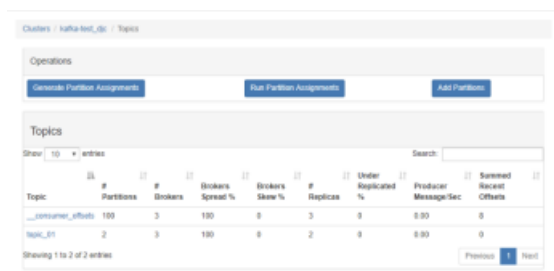 Clusters / kafka-test_djc / Topics
Operations
Generate Partition Assignments Run Partition Assignments Add Partitions
Topics
Show 10 entries Search:
Topic # Partitions # Brokers Brokers Spread % Brokers Skew % # Replicas Under Replicated % Producer Message/Sec Summed Recent Offsets
__consumer_offsets 100 3 100 0 3 0 0.00 8
topic_01 2 3 100 0 2 0 0.00 0
Showing 1 to 2 of 2 entries Previous 1 Next